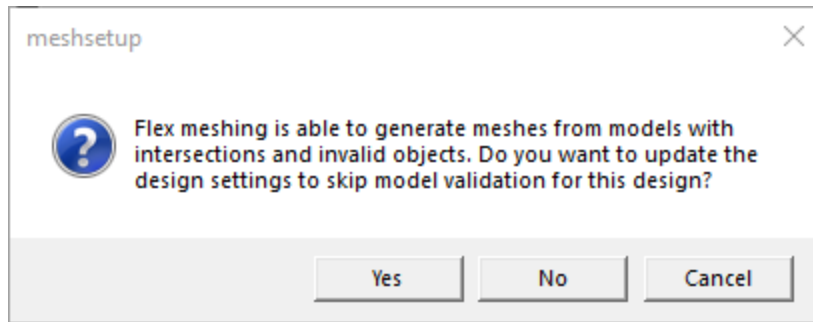 meshsetup
Flex meshing is able to generate meshes from models with
intersections and invalid objects. Do you want to update the
design settings to skip model validation for this design?
Yes
No
Cancel